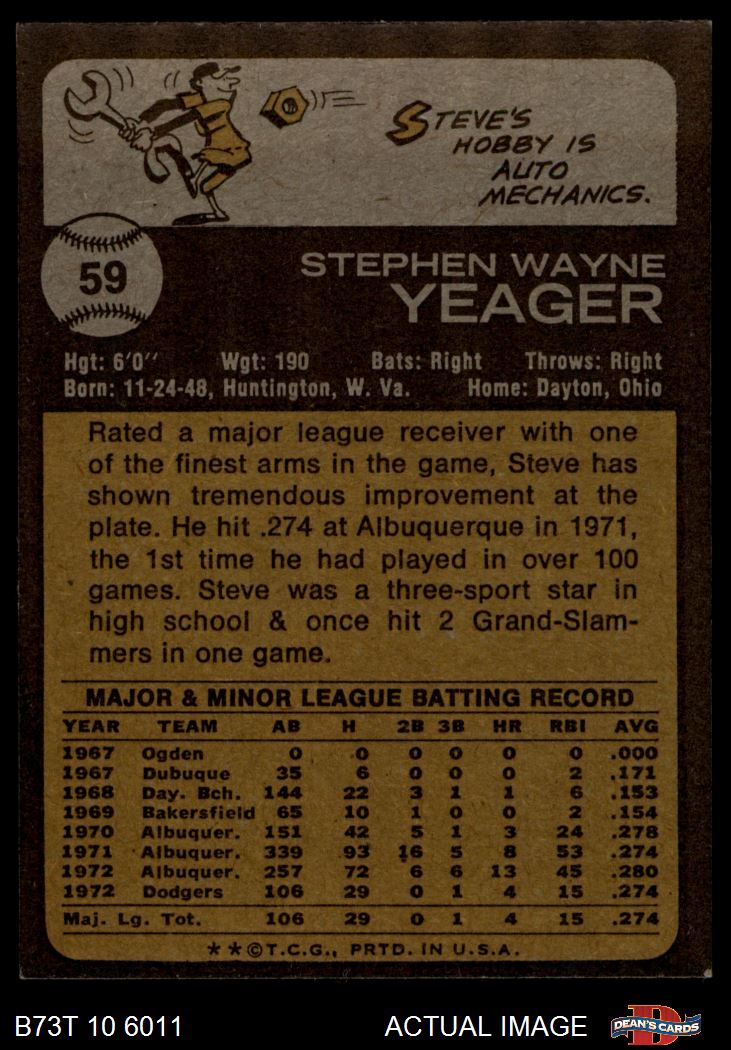 STEVE'S
HOBBY IS
AUTO
MECHANICS.
59
STEPHEN WAYNE
YEAGER
Hgt: 6'0'' Wgt: 190 Bats: Right Throws: Right
Born: 11-24-48, Huntington, W. Va. Home: Dayton, Ohio
Rated a major league receiver with one
of the finest arms in the game, Steve has
shown tremendous improvement at the
plate. He hit .274 at Albuquerque in 1971,
the 1st time he had played in over 100
games. Steve was a three-sport star in
high school & once hit 2 Grand-Slam-
mers in one game.
MAJOR & MINOR LEAGUE BATTING RECORD
YEAR TEAM AB H 2B 3B HR RBI AVG
1967 Ogden 0 0 0 0 0 0 .000
1967 Dubuque 35 6 0 0 0 2 .171
1968 Day. Bch. 144 22 3 1 1 6 .153
1969 Bakersfield 65 10 1 0 0 2 .154
1970 Albuquer. 151 42 5 1 3 24 .278
1971 Albuquer. 339 93 16 5 8 53 .274
1972 Albuquer. 257 72 6 6 13 45 .280
1972 Dodgers 106 29 0 1 4 15 .274
Maj. Lg. Tot. 106 29 0 1 4 15 .274
* * © T.C.G., PRTD. IN U.S.A.
B73T 10 6011 ACTUAL IMAGE D DEAN'S CARDS